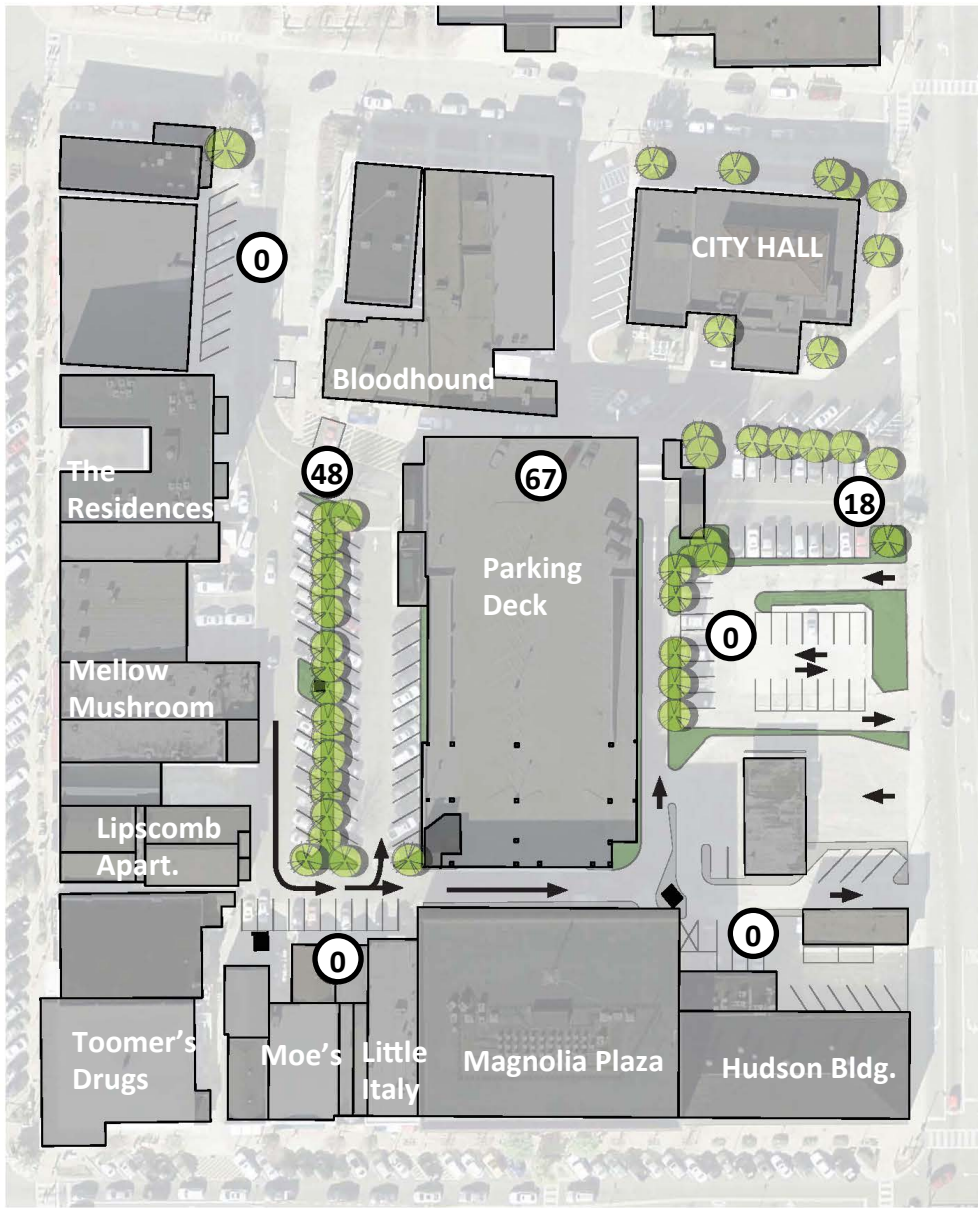 CITY HALL
0
Bloodhound
The
Residences
48
67
18
Parking
Deck
0
Mellow
Mushroom
Lipscomb
Apart.
0
0
Toomer's
Drugs
Moe's
Little
Italy
Magnolia Plaza
Hudson Bldg.